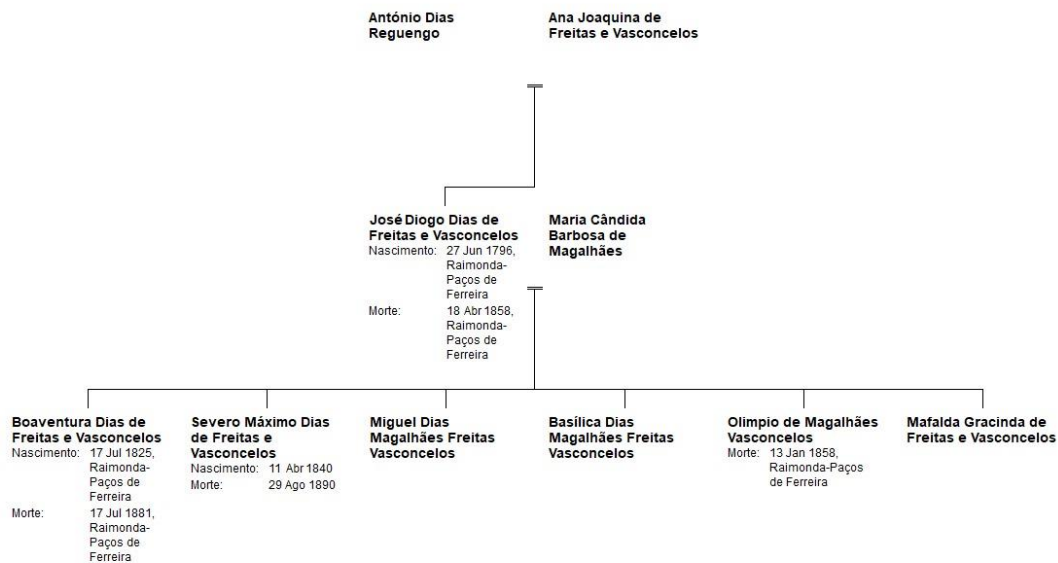 António Dias
Reguengo
Ana Joaquina de
Freitas e Vasconcelos
José Diogo Dias de
Freitas e Vasconcelos
Nascimento: 27 Jun 1796,
Raimonda-
Paços de
Ferreira
Morte: 18 Abr 1858,
Raimonda-
Paços de
Ferreira
Maria Cândida
Barbosa de
Magalhães
Boaventura Dias de
Freitas e Vasconcelos
Nascimento: 17 Jul 1825,
Raimonda-
Paços de
Ferreira
Morte: 17 Jul 1881,
Raimonda-
Paços de
Ferreira
Severo Máximo Dias
de Freitas e
Vasconcelos
Nascimento: 11 Abr 1840
Morte: 29 Ago 1890
Miguel Dias
Magalhães Freitas
Vasconcelos
Basílica Dias
Magalhães Freitas
Vasconcelos
Olimpio de Magalhães
Vasconcelos
Morte: 13 Jan 1858,
Raimonda-Paços
de Ferreira
Mafalda Gracinda de
Freitas e Vasconcelos